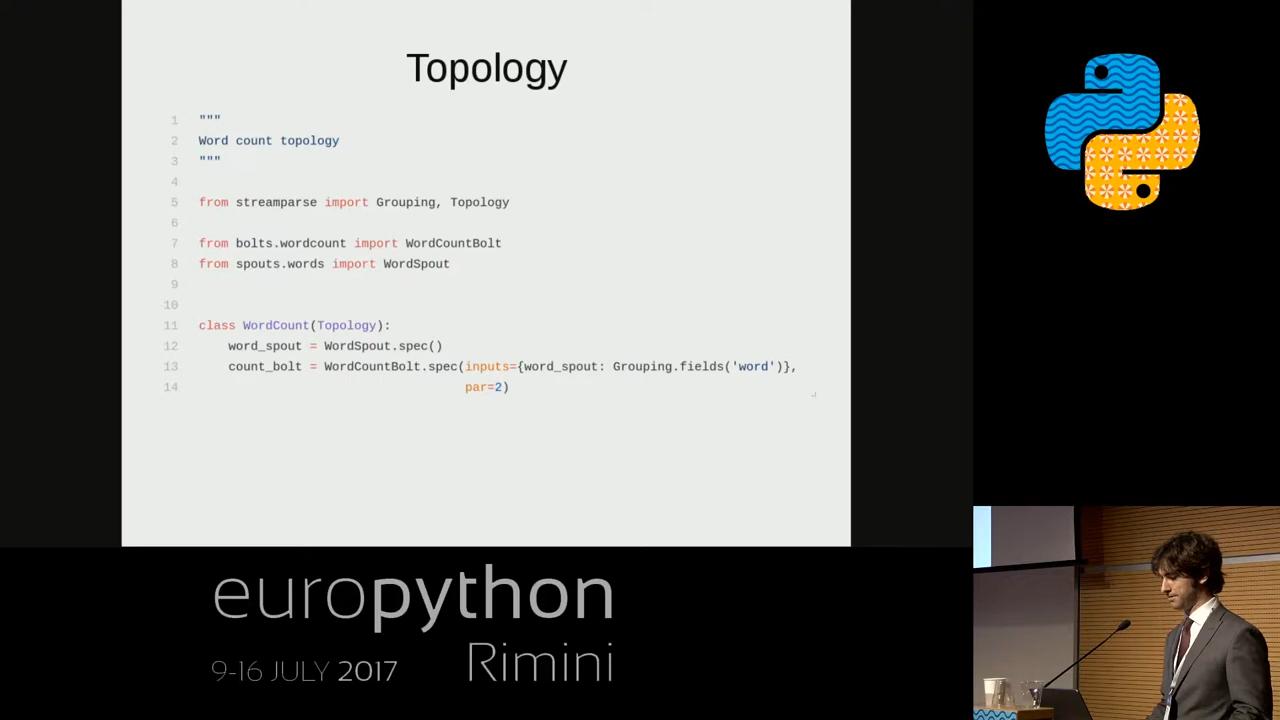 Topology
1 """
2 Word count topology
3 """
4
5 from streamparse import Grouping, Topology
6
7 from bolts.wordcount import WordCountBolt
8 from spouts.words import WordSpout
9
10
11 class WordCount(Topology):
12     word_spout = WordSpout.spec()
13     count_bolt = WordCountBolt.spec(inputs={word_spout: Grouping.fields('word')},
14                                     par=2)
europython
9-16 JULY 2017 Rimini